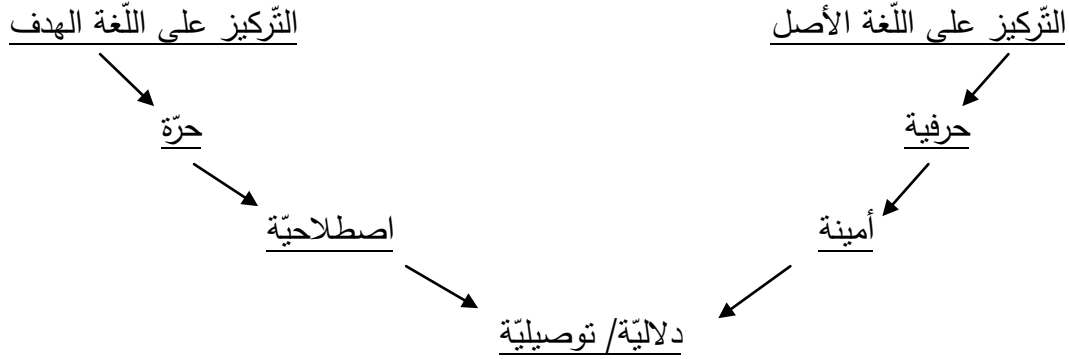 التّركيز على اللّغة الأصل
التّركيز على اللّغة الهدف
حرفية
حرّة
أمينة
اصطلاحيّة
دلاليّة/ توصيليّة